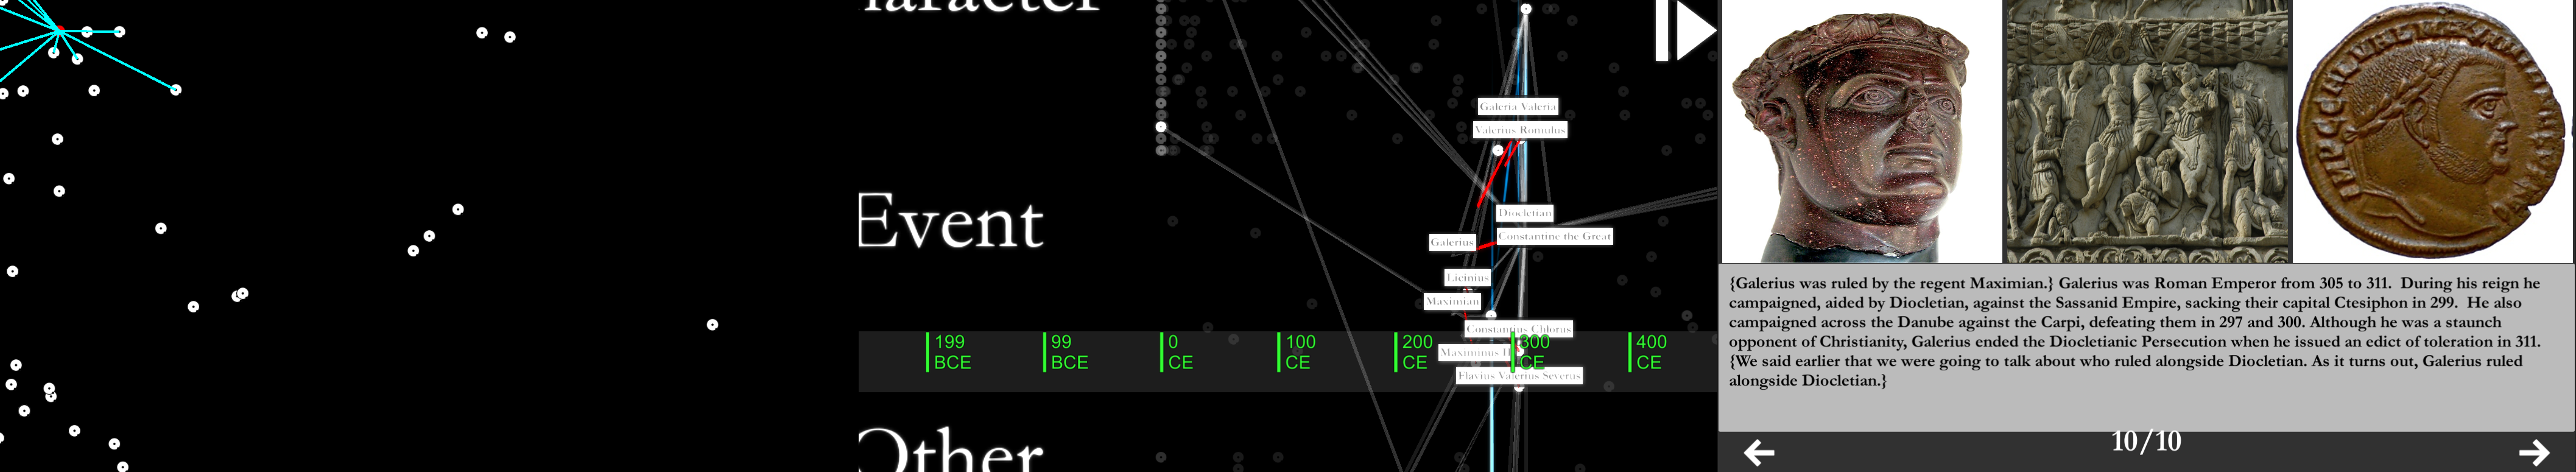 haracter
Event
Other
Galeria Valeria
Valerius Romulus
Diocletian
Constantine the Great
Galerius
Licinius
Maximian
Constantius Chlorus
Maximinus II
Flavius Valerius Severus
199 BCE
99 BCE
0 CE
100 CE
200 CE
300 CE
400 CE
{Galerius was ruled by the regent Maximian.} Galerius was Roman Emperor from 305 to 311. During his reign he
campaigned, aided by Diocletian, against the Sassanid Empire, sacking their capital Ctesiphon in 299. He also
campaigned across the Danube against the Carpi, defeating them in 297 and 300. Although he was a staunch
opponent of Christianity, Galerius ended the Diocletianic Persecution when he issued an edict of toleration in 311.
{We said earlier that we were going to talk about who ruled alongside Diocletian. As it turns out, Galerius ruled
alongside Diocletian.}
10/10